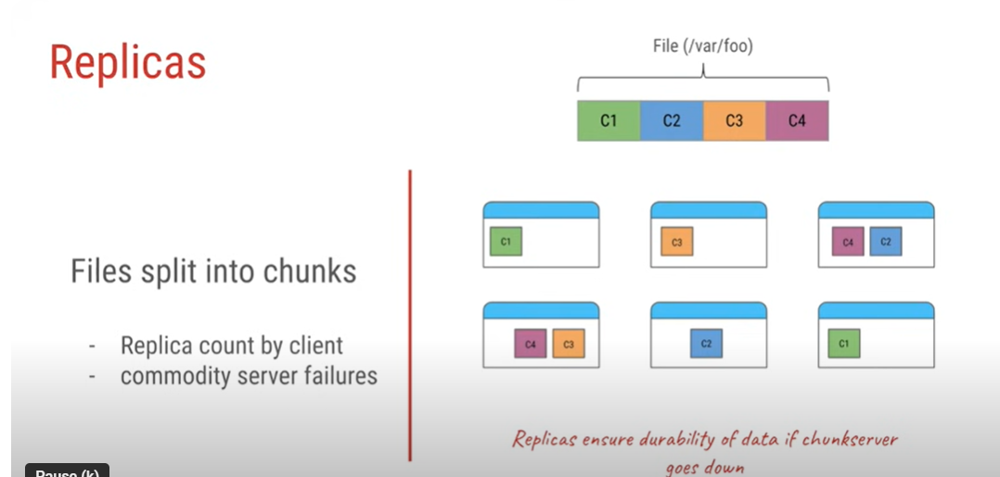 Replicas
File (/var/foo)
C1 C2 C3 C4
Files split into chunks
- Replica count by client
- commodity server failures
C1
C3
C4 C2
C4 C3
C2
C1
Replicas ensure durability of data if chunkserver
goes down
Pause (k)